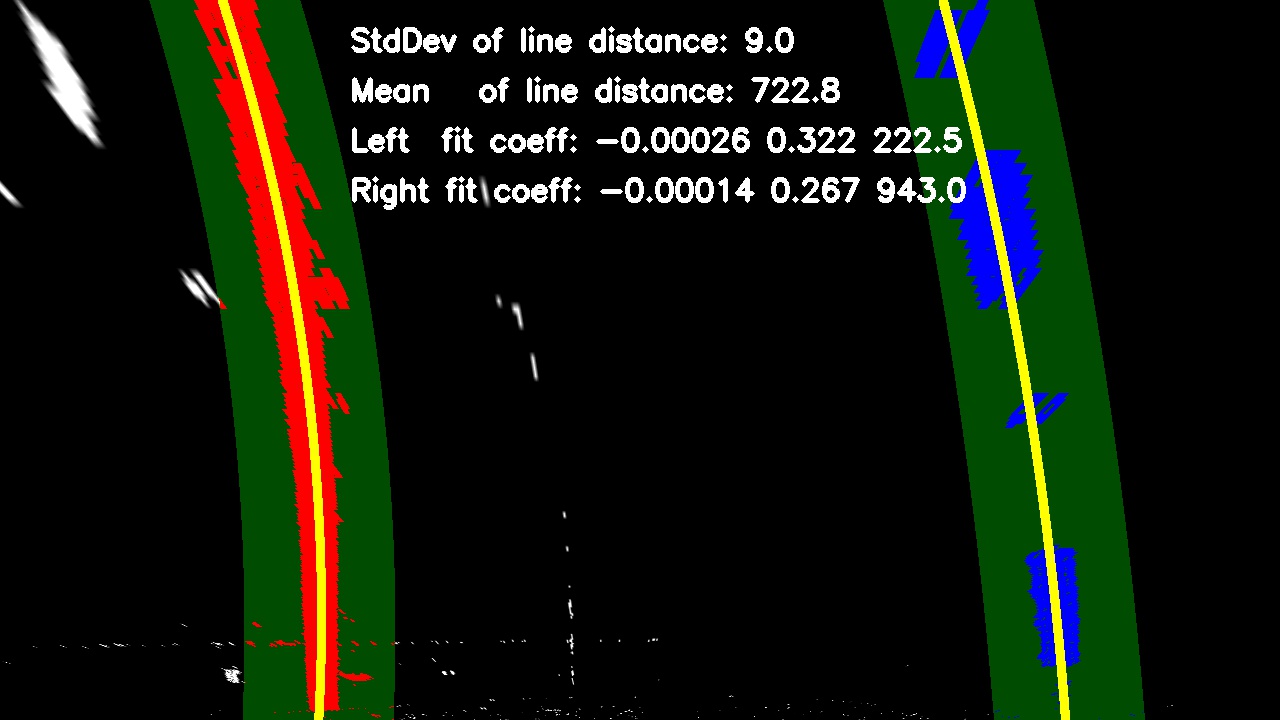 StdDev of line distance: 9.0
Mean of line distance: 722.8
Left fit coeff: -0.00026 0.322 222.5
Right fit coeff: -0.00014 0.267 943.0